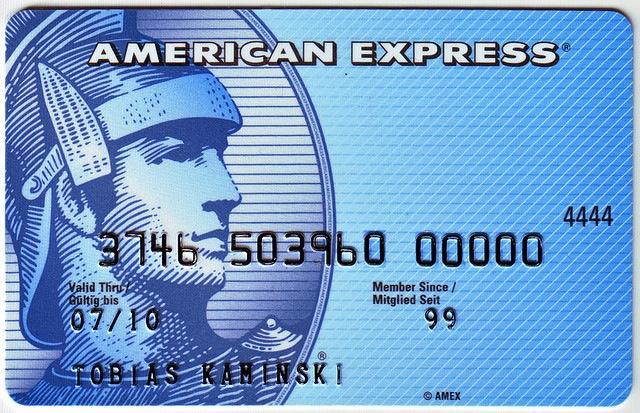 AMERICAN EXPRESS®
4444
3746 503960 00000
Valid Thru / Member Since /
Gültig bis Mitglied Seit
07/10 99
®
TOBIAS KAMINSKI
© AMEX